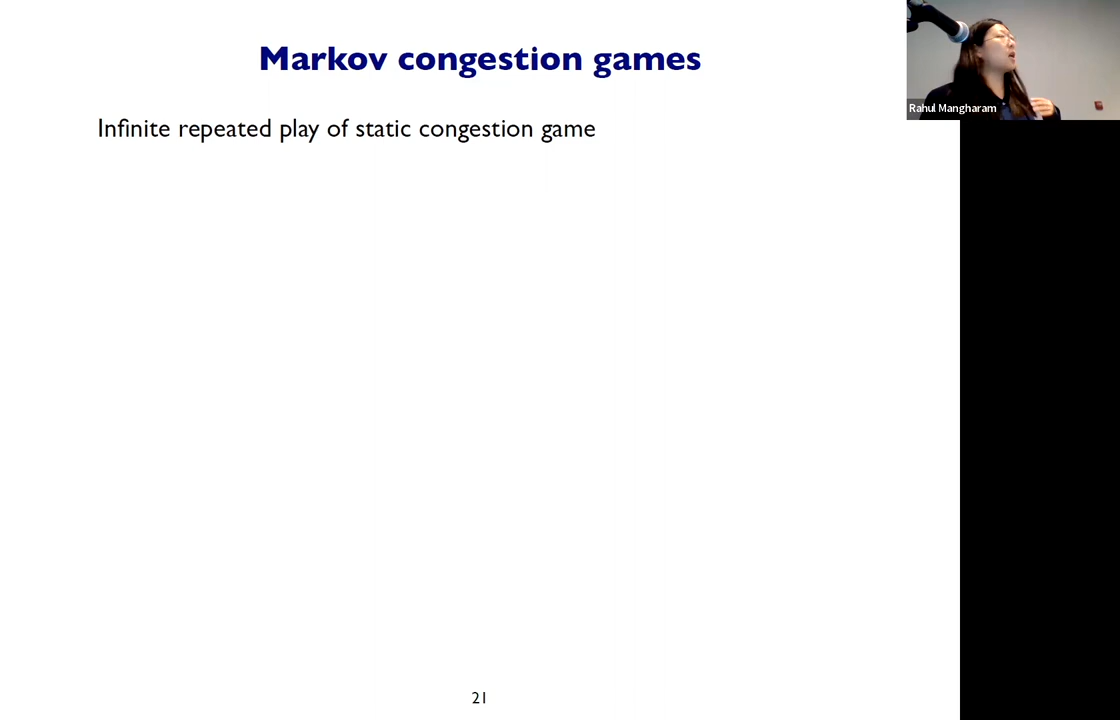 Markov congestion games
Rahul Mangharam
Infinite repeated play of static congestion game
21